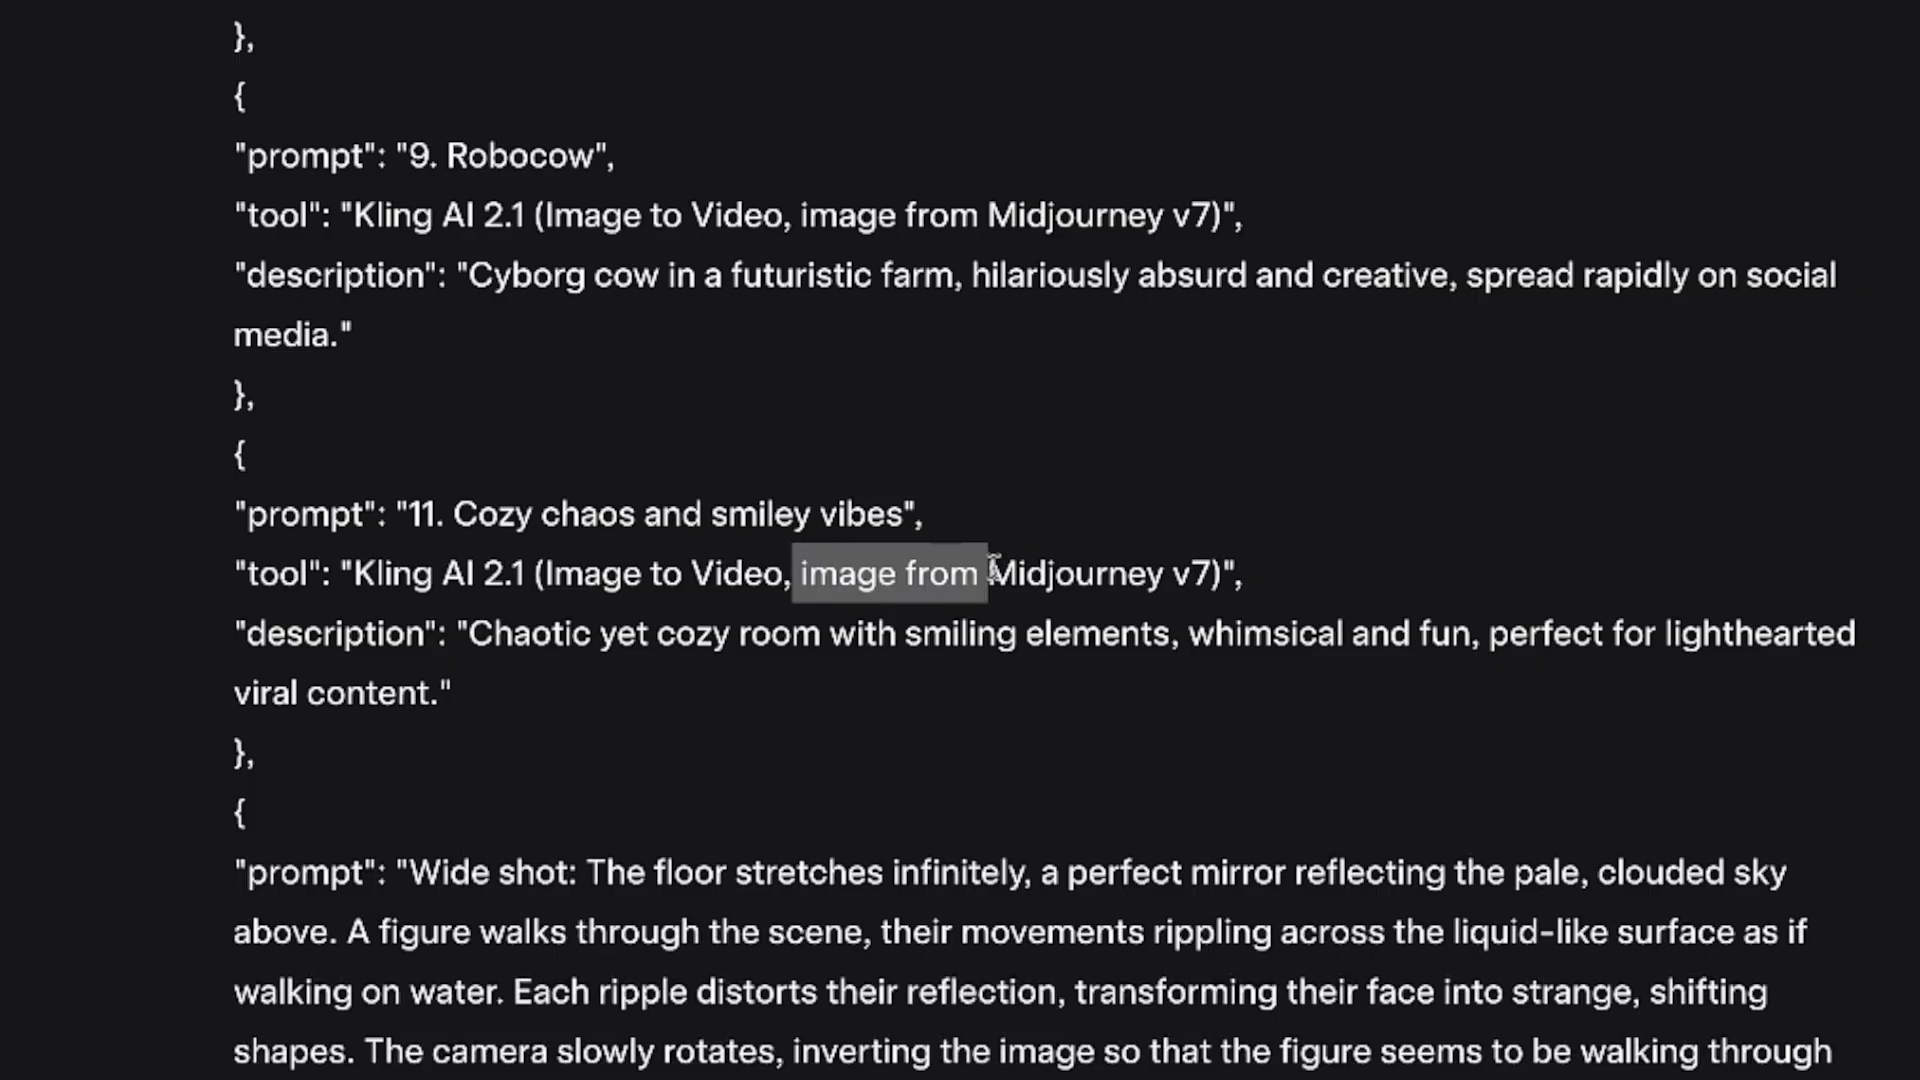 },
{
"prompt": "9. Robocow",
"tool": "Kling AI 2.1 (Image to Video, image from Midjourney v7)",
"description": "Cyborg cow in a futuristic farm, hilariously absurd and creative, spread rapidly on social
media."
},
{
"prompt": "11. Cozy chaos and smiley vibes",
"tool": "Kling AI 2.1 (Image to Video, image from Midjourney v7)",
"description": "Chaotic yet cozy room with smiling elements, whimsical and fun, perfect for lighthearted
viral content."
},
{
"prompt": "Wide shot: The floor stretches infinitely, a perfect mirror reflecting the pale, clouded sky
above. A figure walks through the scene, their movements rippling across the liquid-like surface as if
walking on water. Each ripple distorts their reflection, transforming their face into strange, shifting
shapes. The camera slowly rotates, inverting the image so that the figure seems to be walking through